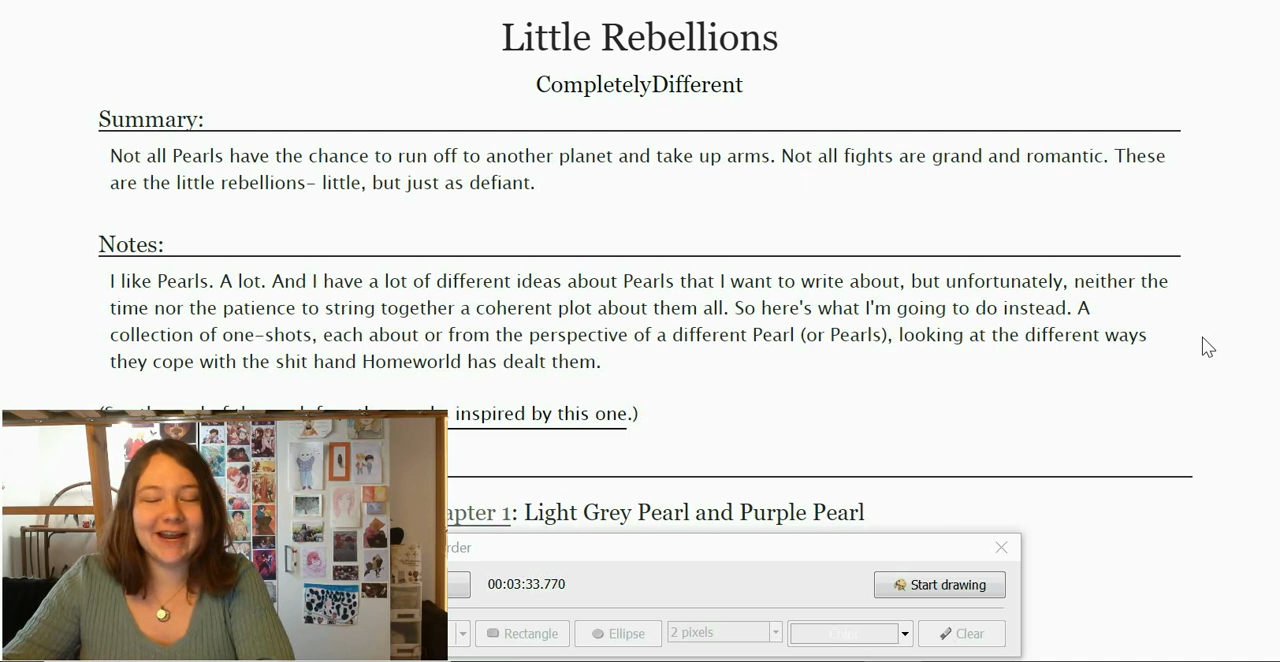 Little Rebellions
CompletelyDifferent
Summary:
Not all Pearls have the chance to run off to another planet and take up arms. Not all fights are grand and romantic. These
are the little rebellions– little, but just as defiant.
Notes:
I like Pearls. A lot. And I have a lot of different ideas about Pearls that I want to write about, but unfortunately, neither the
time nor the patience to string together a coherent plot about them all. So here's what I'm going to do instead. A
collection of one–shots, each about or from the perspective of a different Pearl (or Pearls), looking at the different ways
they cope with the shit hand Homeworld has dealt them.
inspired by this one.)
apter 1: Light Grey Pearl and Purple Pearl
rder
00:03:33.770
Start drawing
Rectangle
Ellipse
2 pixels
Clear